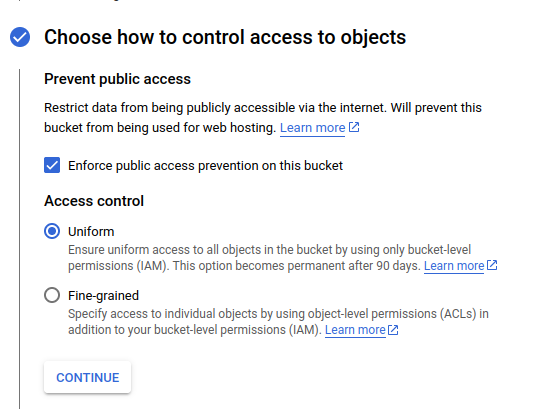 Choose how to control access to objects
Prevent public access
Restrict data from being publicly accessible via the internet. Will prevent this
bucket from being used for web hosting. Learn more
Enforce public access prevention on this bucket
Access control
Uniform
Ensure uniform access to all objects in the bucket by using only bucket-level
permissions (IAM). This option becomes permanent after 90 days. Learn more
Fine-grained
Specify access to individual objects by using object-level permissions (ACLs) in
addition to your bucket-level permissions (IAM). Learn more
CONTINUE